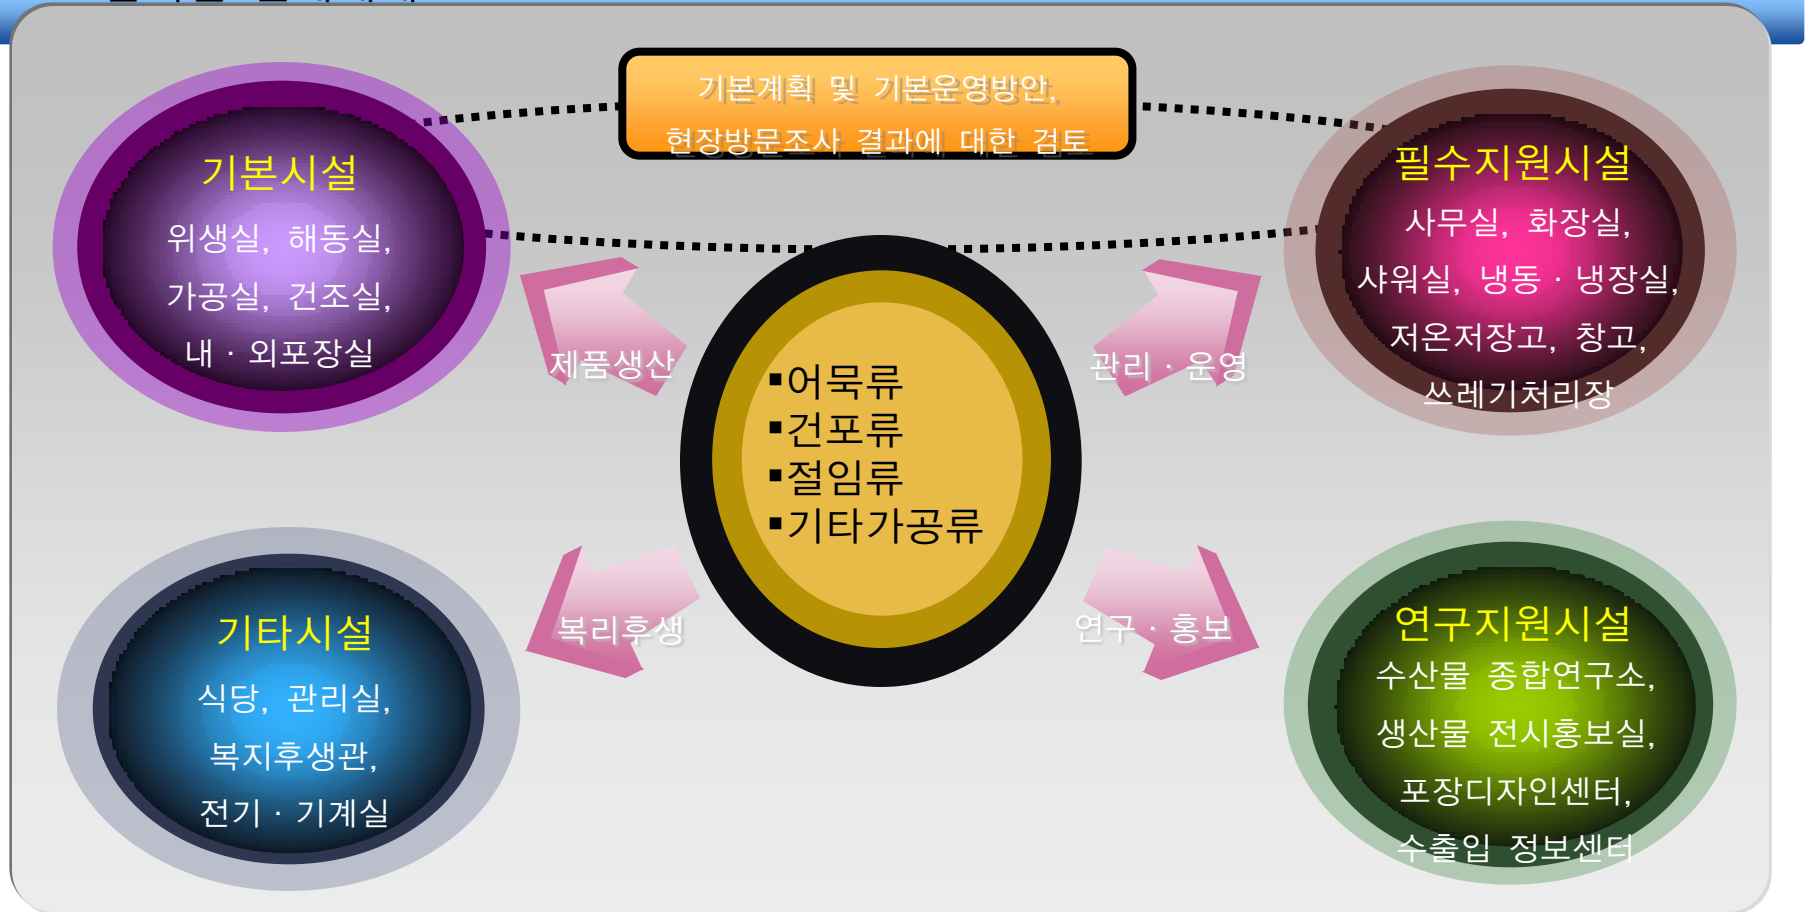 기본계획 및 기본운영방안,
현장방문조사 결과에 대한 검토
기본시설
위생실, 해동실,
가공실, 건조실,
내 · 외포장실
필수지원시설
사무실, 화장실,
샤워실, 냉동 · 냉장실,
저온저장고, 창고,
쓰레기처리장
제품생산
관리 · 운영
▪어묵류
▪건포류
▪절임류
▪기타가공류
복리후생
연구 · 홍보
기타시설
식당, 관리실,
복지후생관,
전기 · 기계실
연구지원시설
수산물 종합연구소,
생산물 전시홍보실,
포장디자인센터,
수출입 정보센터